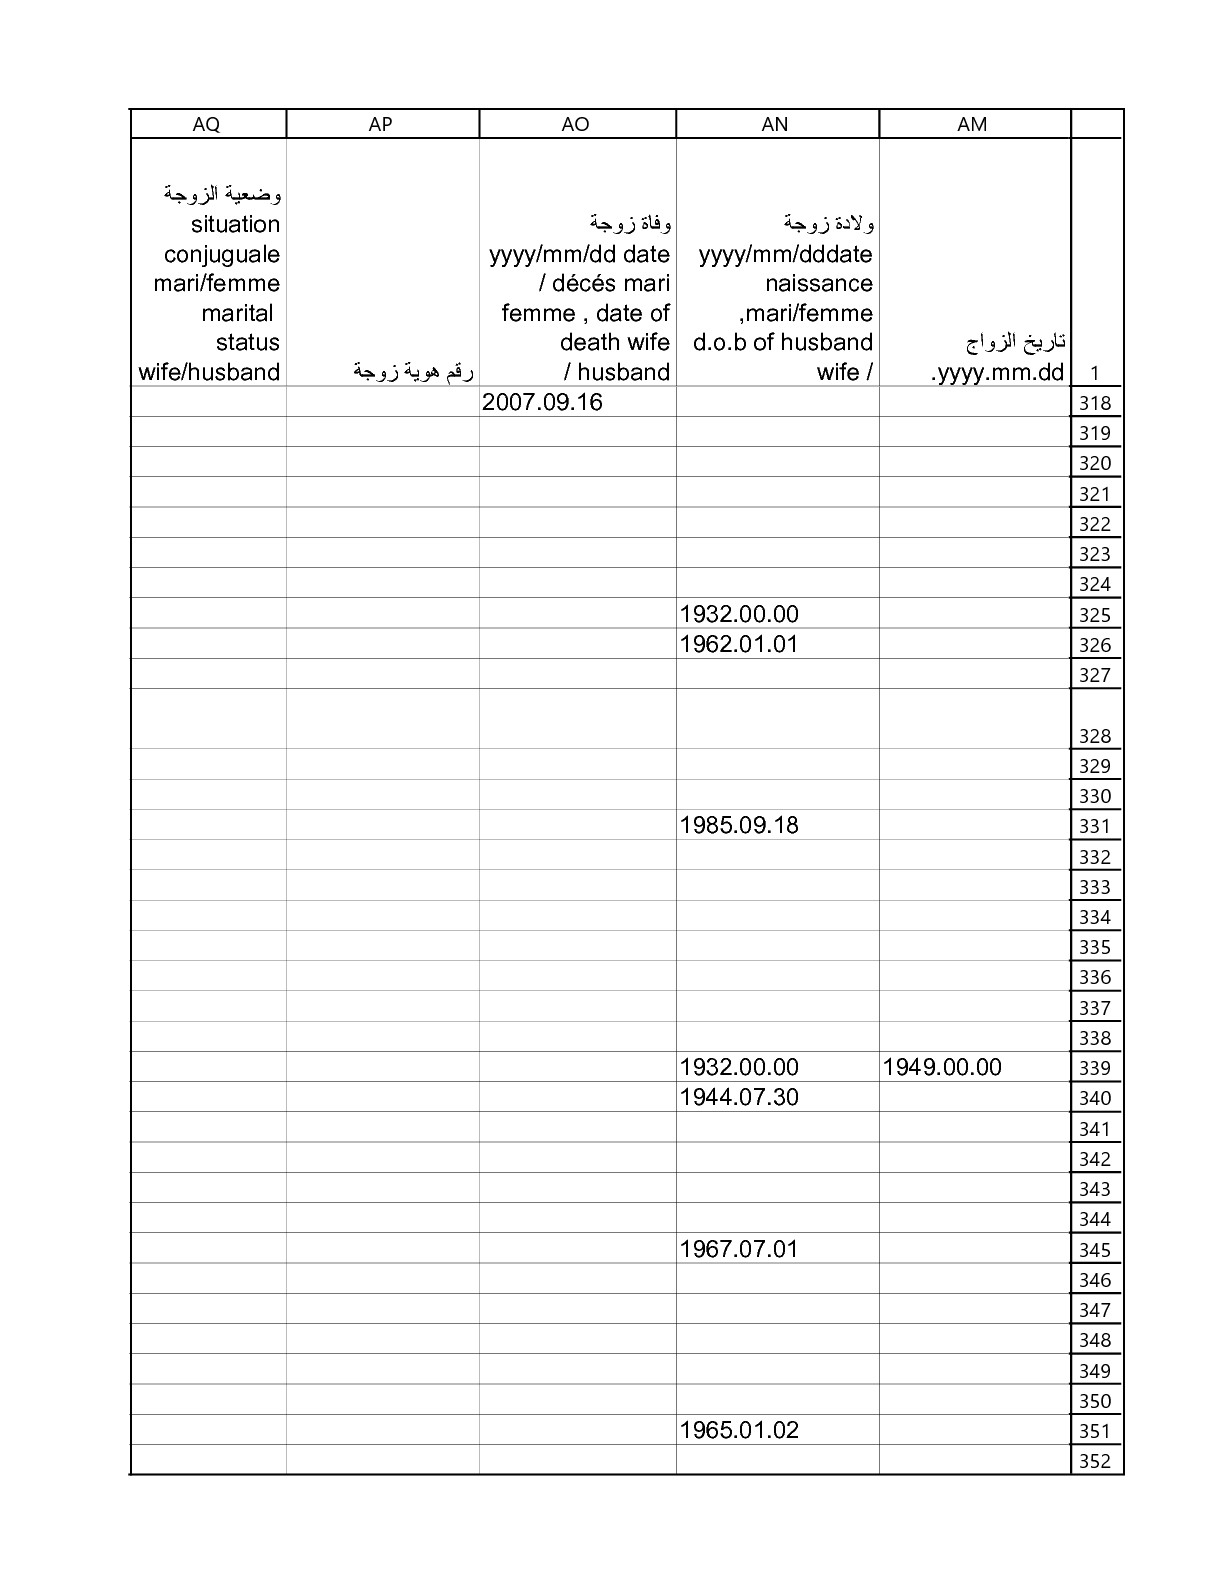 AQ AP AO AN AM
وضعية الزوجة
situation
conjuguale
mari/femme
marital
status
wife/husband
رقم هوية زوجة
وفاة زوجة
yyyy/mm/dd date
/ décés mari
femme , date of
death wife
/ husband
ولادة زوجة
yyyy/mm/dddate
naissance
,mari/femme
d.o.b of husband
wife /
تاريخ الزواج
.yyyy.mm.dd
1
2007.09.16 318
319
320
321
322
323
324
1932.00.00 325
1962.01.01 326
327
328
329
330
1985.09.18 331
332
333
334
335
336
337
338
1932.00.00 1949.00.00 339
1944.07.30 340
341
342
343
344
1967.07.01 345
346
347
348
349
350
1965.01.02 351
352